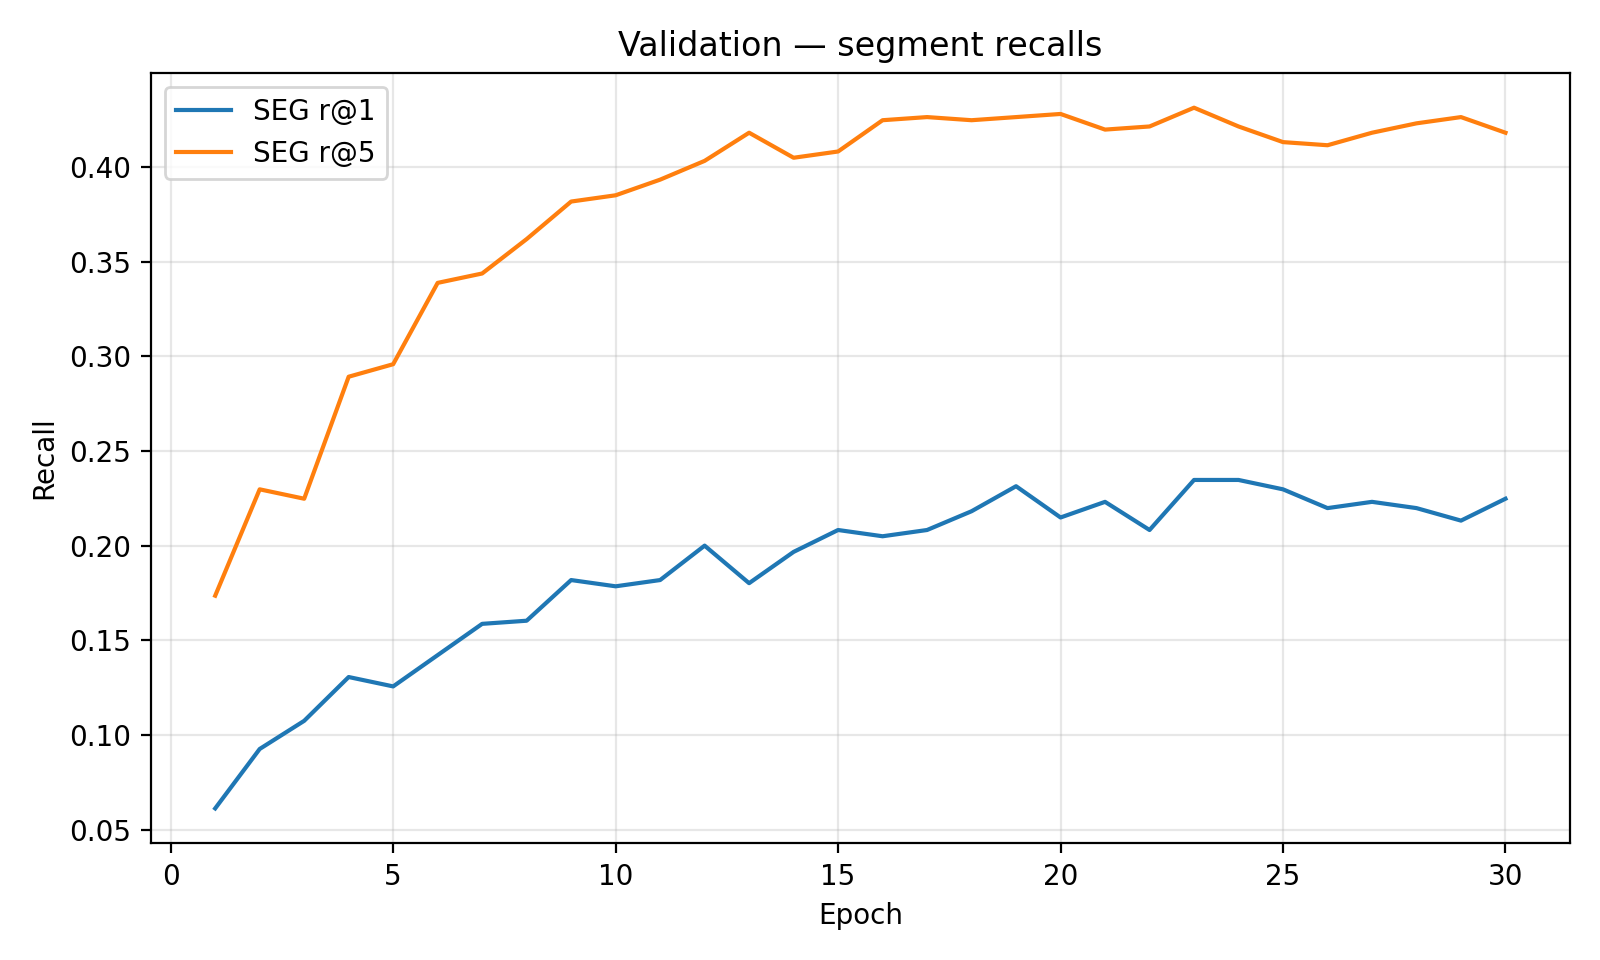 Validation — segment recalls
SEG r@1
SEG r@5
0.40
0.35
0.30
0.25
0.20
0.15
0.10
0.05
Recall
0 5 10 15 20 25 30
Epoch